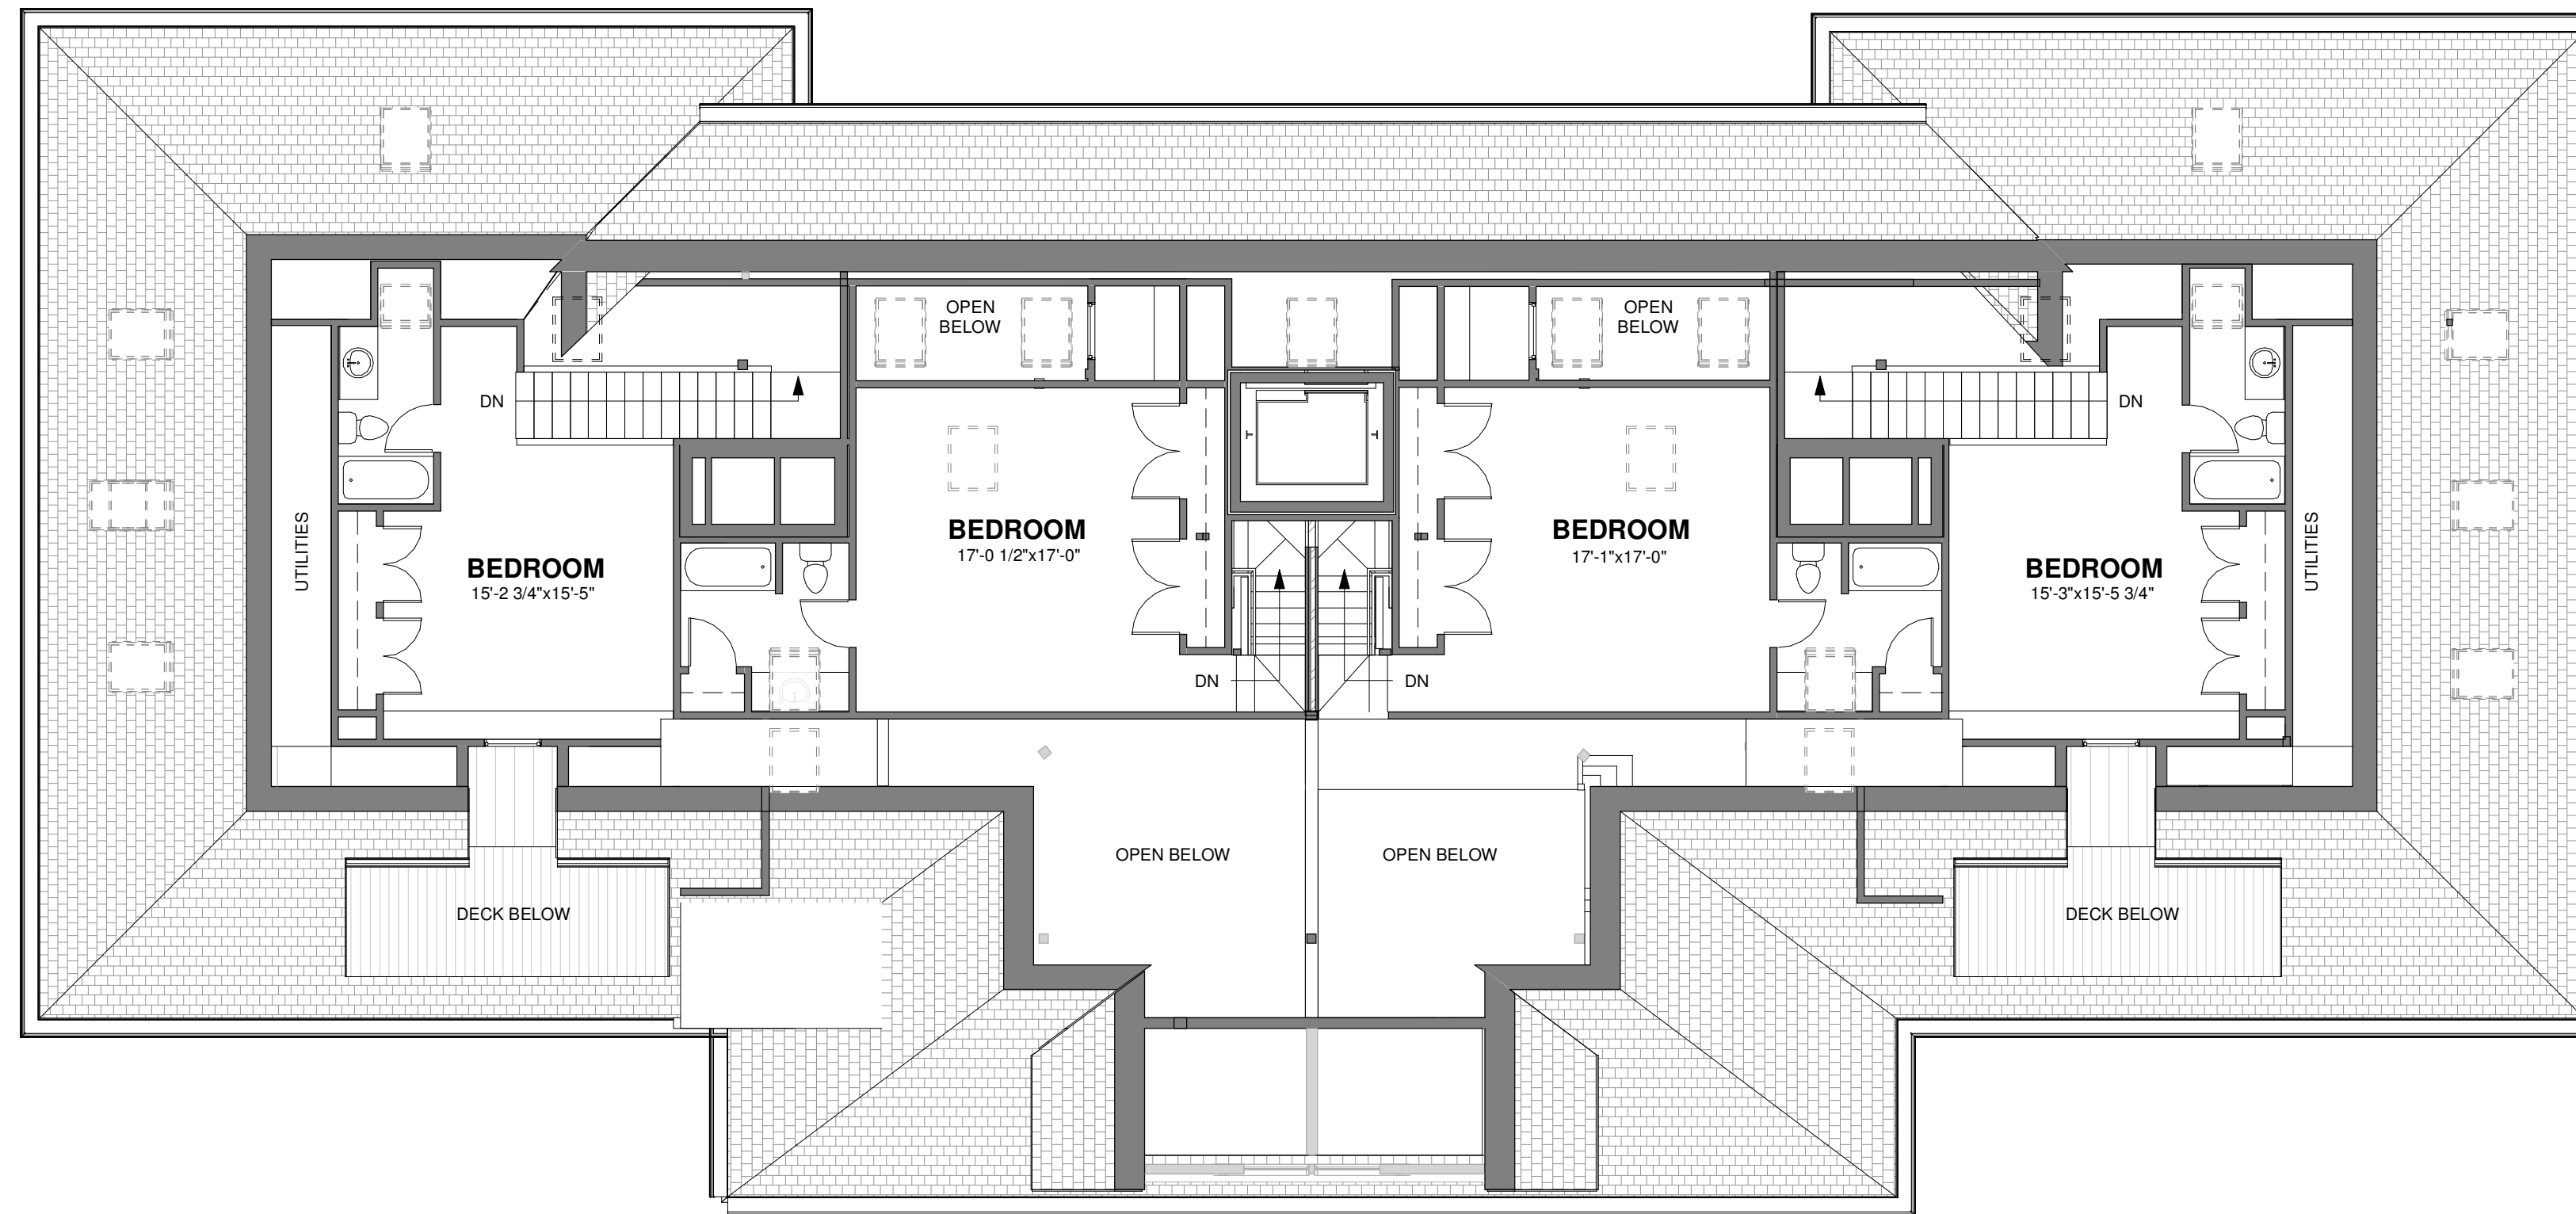 OPEN
BELOW
OPEN
BELOW
DN
DN
UTILITIES
BEDROOM
15'-2 3/4"x15'-5"
BEDROOM
17'-0 1/2"x17'-0"
BEDROOM
17'-1"x17'-0"
BEDROOM
15'-3"x15'-5 3/4"
UTILITIES
DN
DN
OPEN BELOW
OPEN BELOW
DECK BELOW
DECK BELOW